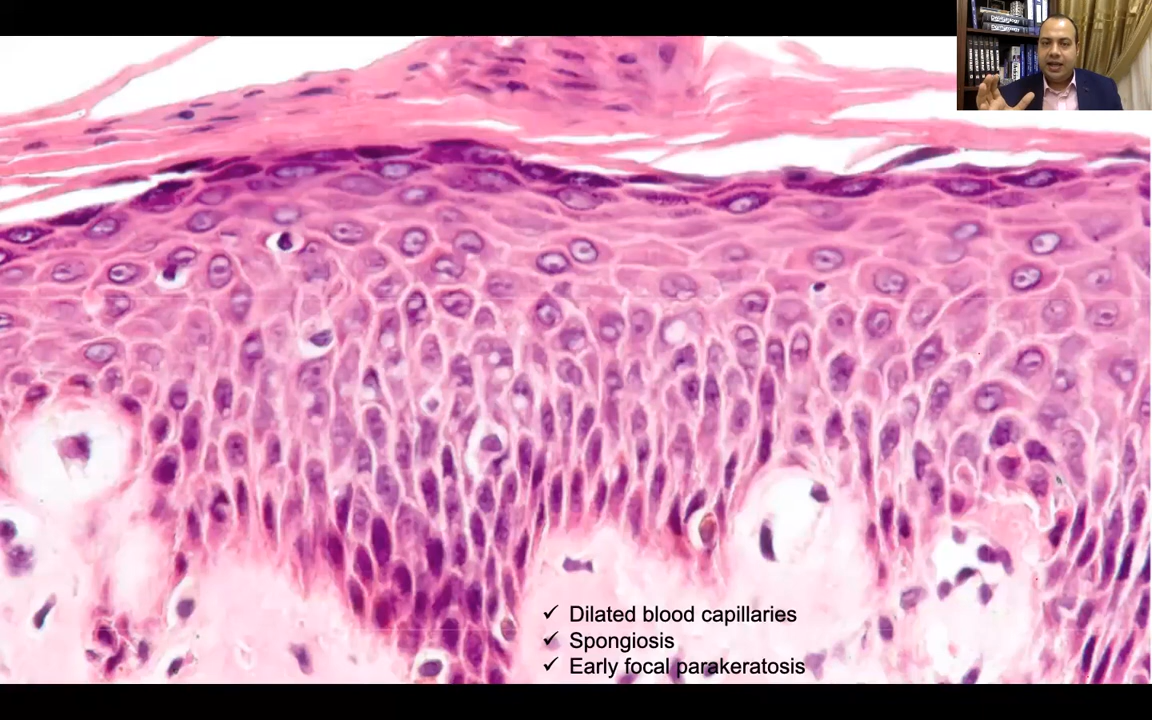 ✓ Dilated blood capillaries
✓ Spongiosis
✓ Early focal parakeratosis